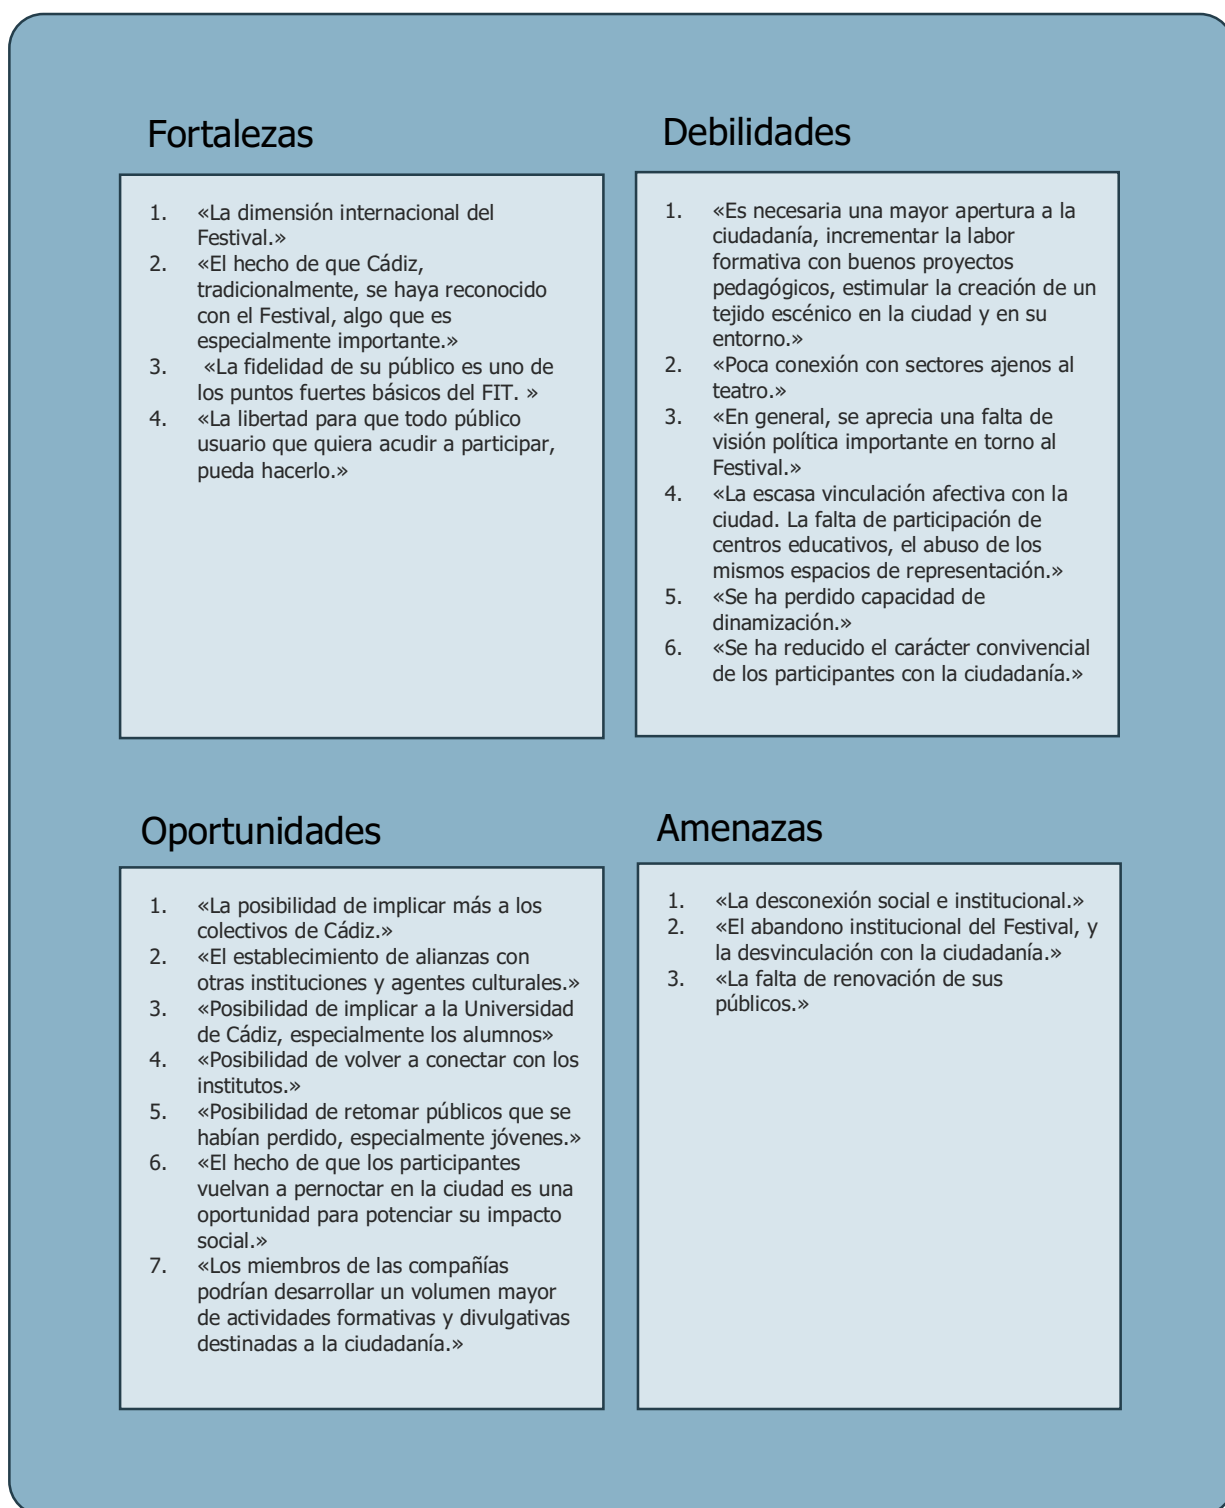 Fortalezas
1. «La dimensión internacional del
Festival.»
2. «El hecho de que Cádiz,
tradicionalmente, se haya reconocido
con el Festival, algo que es
especialmente importante.»
3. «La fidelidad de su público es uno de
los puntos fuertes básicos del FIT. »
4. «La libertad para que todo público
usuario que quiera acudir a participar,
pueda hacerlo.»
Debilidades
1. «Es necesaria una mayor apertura a la
ciudadanía, incrementar la labor
formativa con buenos proyectos
pedagógicos, estimular la creación de un
tejido escénico en la ciudad y en su
entorno.»
2. «Poca conexión con sectores ajenos al
teatro.»
3. «En general, se aprecia una falta de
visión política importante en torno al
Festival.»
4. «La escasa vinculación afectiva con la
ciudad. La falta de participación de
centros educativos, el abuso de los
mismos espacios de representación.»
5. «Se ha perdido capacidad de
dinamización.»
6. «Se ha reducido el carácter convivencial
de los participantes con la ciudadanía.»
Oportunidades
1. «La posibilidad de implicar más a los
colectivos de Cádiz.»
2. «El establecimiento de alianzas con
otras instituciones y agentes culturales.»
3. «Posibilidad de implicar a la Universidad
de Cádiz, especialmente los alumnos»
4. «Posibilidad de volver a conectar con los
institutos.»
5. «Posibilidad de retomar públicos que se
habían perdido, especialmente jóvenes.»
6. «El hecho de que los participantes
vuelvan a pernoctar en la ciudad es una
oportunidad para potenciar su impacto
social.»
7. «Los miembros de las compañías
podrían desarrollar un volumen mayor
de actividades formativas y divulgativas
destinadas a la ciudadanía.»
Amenazas
1. «La desconexión social e institucional.»
2. «El abandono institucional del Festival, y
la desvinculación con la ciudadanía.»
3. «La falta de renovación de sus
públicos.»